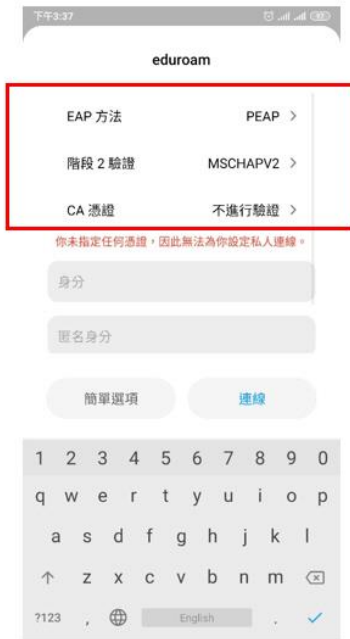 下午3:37
eduroam
EAP 方法 PEAP >
階段 2 驗證 MSCHAPV2 >
CA 憑證 不進行驗證 >
你未指定任何憑證，因此無法為你設定私人連線。
身分
匿名身分
簡單選項 連線
1 2 3 4 5 6 7 8 9 0
q w e r t y u i o p
a s d f g h j k l
z x c v b n m
?123 , English .